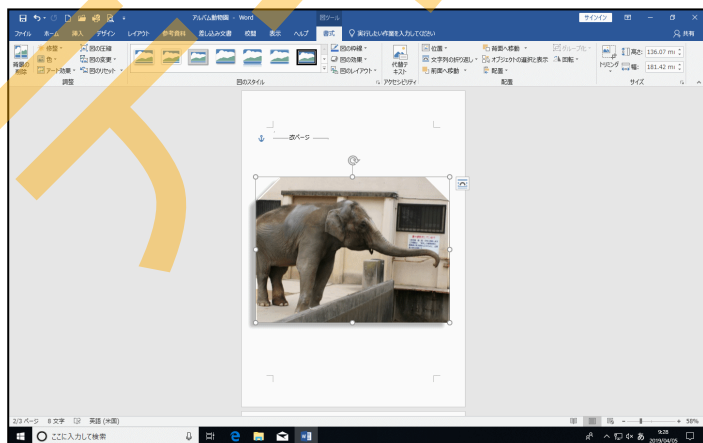 アルバム動物園 - Word
図ツール
サインイン
ファイル ホーム 挿入 デザイン レイアウト 参考資料 差し込み文書 校閲 表示 ヘルプ 書式 実行したい作業を入力してください 共有
背景の削除
修整
色
アート効果
図の圧縮
図の変更
図のリセット
調整
図のスタイル
図の枠線
図の効果
図のレイアウト
代替テキスト
アクセシビリティ
位置
文字列の折り返し
前面へ移動
背面へ移動
オブジェクトの選択と表示
配置
グループ化
回転
配置
トリミング
高さ: 136.07 mm
幅: 181.42 mm
サイズ
改ページ
2/3 ページ 8 文字 英語 (米国)
58%
ここに入力して検索
あ
9:28
2019/04/05